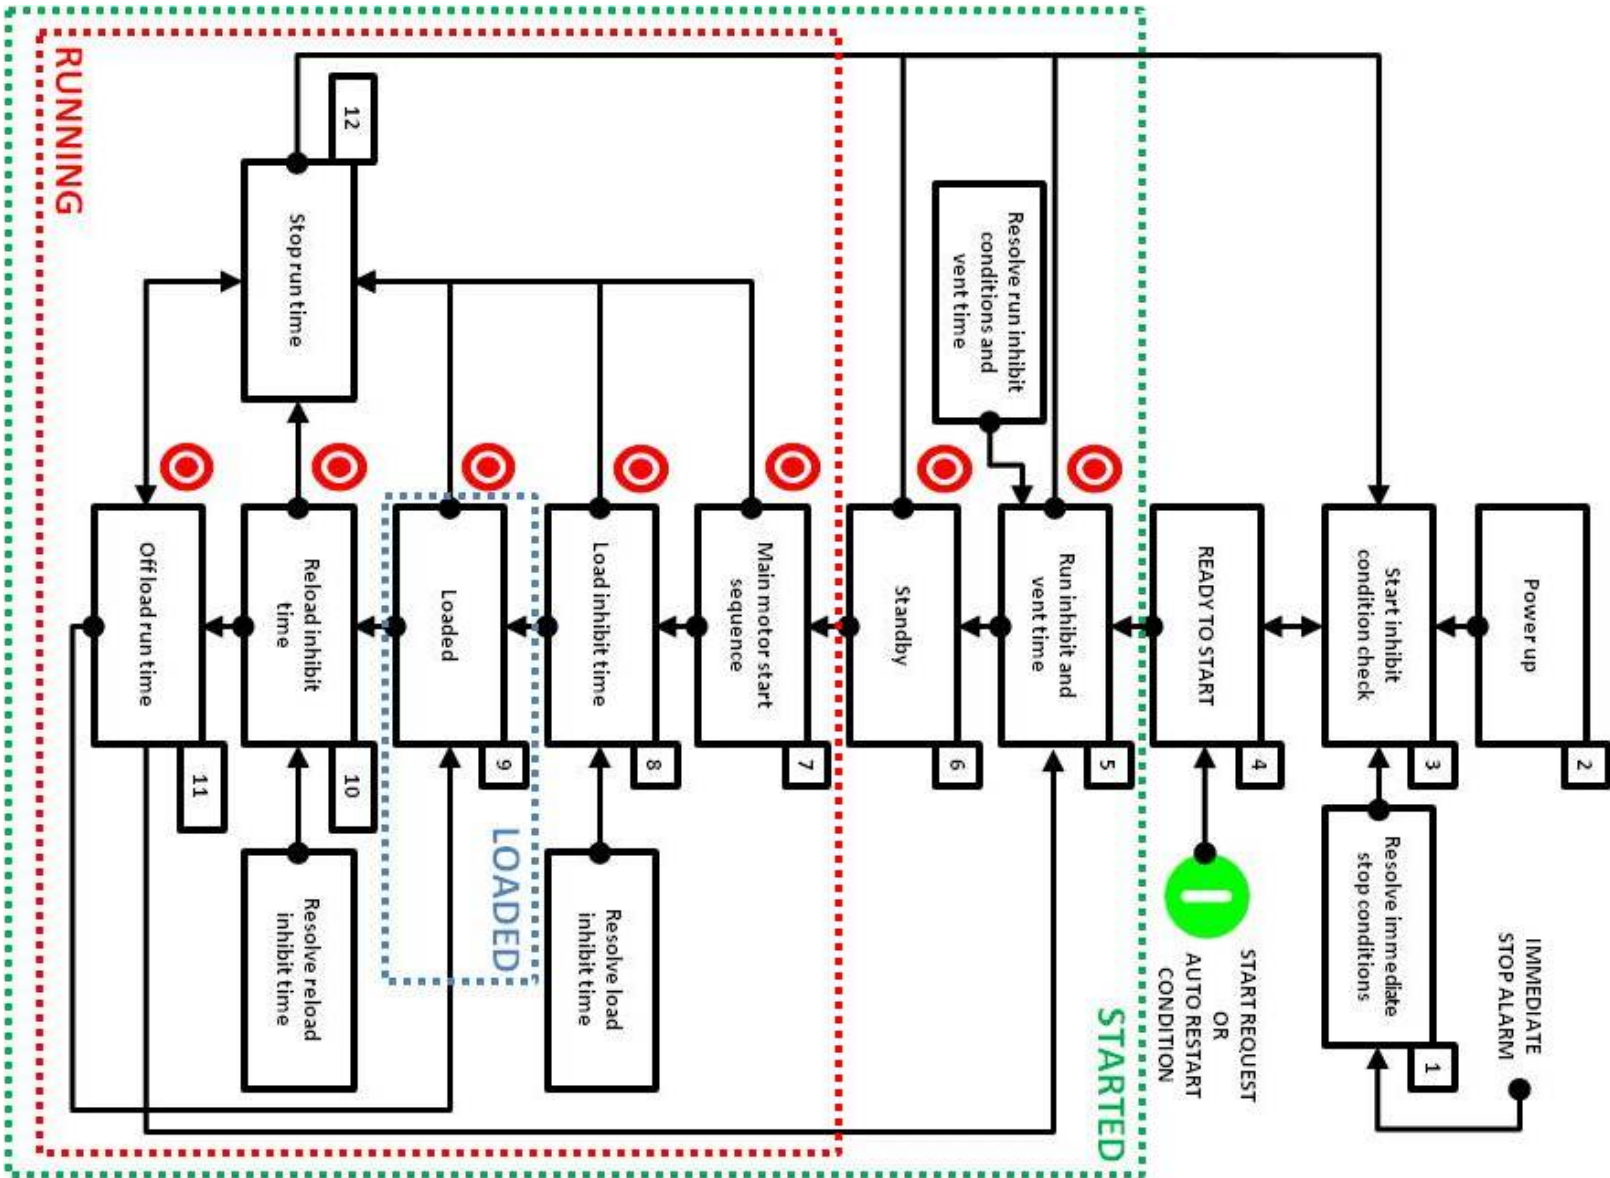 2
Power up
IMMEDIATE
STOP ALARM
1
Resolve immediate
stop conditions
3
Start inhibit
condition check
4
READY TO START
START REQUEST
OR
AUTO RESTART
CONDITION
STARTED
5
Run inhibit and
vent time
Resolve run inhibit
conditions and
vent time
6
Standby
7
Main motor start
sequence
8
Load inhibit time
Resolve load
inhibit time
9
Loaded
LOADED
10
Reload inhibit
time
Resolve reload
inhibit time
12
Stop run time
11
Off load run time
RUNNING